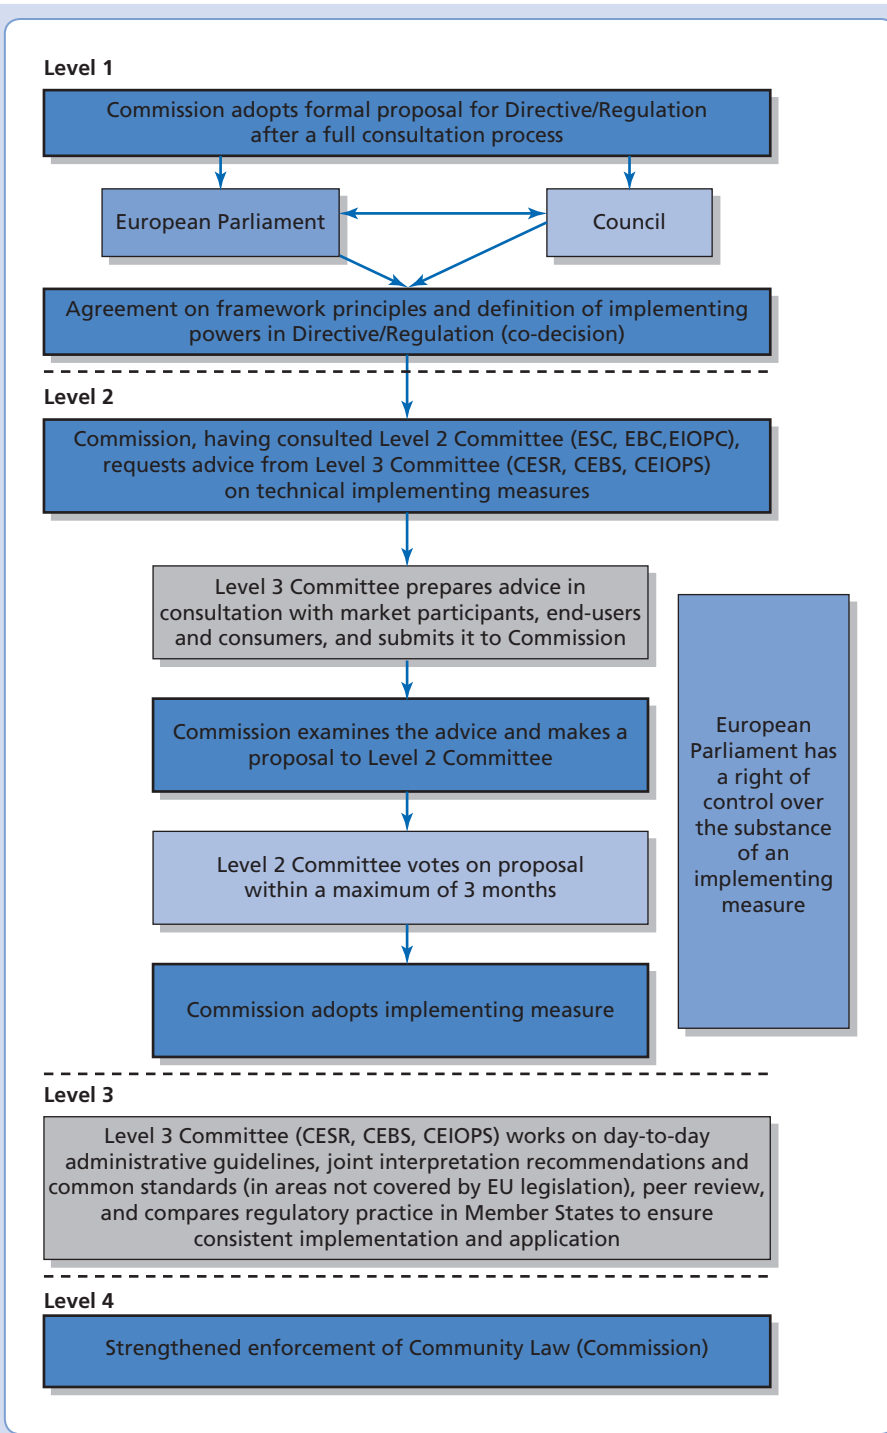 Level 1
Commission adopts formal proposal for Directive/Regulation
after a full consultation process
European Parliament
Council
Agreement on framework principles and definition of implementing
powers in Directive/Regulation (co-decision)
Level 2
Commission, having consulted Level 2 Committee (ESC, EBC,EIOPC),
requests advice from Level 3 Committee (CESR, CEBS, CEIOPS)
on technical implementing measures
Level 3 Committee prepares advice in
consultation with market participants, end-users
and consumers, and submits it to Commission
Commission examines the advice and makes a
proposal to Level 2 Committee
Level 2 Committee votes on proposal
within a maximum of 3 months
Commission adopts implementing measure
European
Parliament has
a right of
control over
the substance
of an
implementing
measure
Level 3
Level 3 Committee (CESR, CEBS, CEIOPS) works on day-to-day
administrative guidelines, joint interpretation recommendations and
common standards (in areas not covered by EU legislation), peer review,
and compares regulatory practice in Member States to ensure
consistent implementation and application
Level 4
Strengthened enforcement of Community Law (Commission)